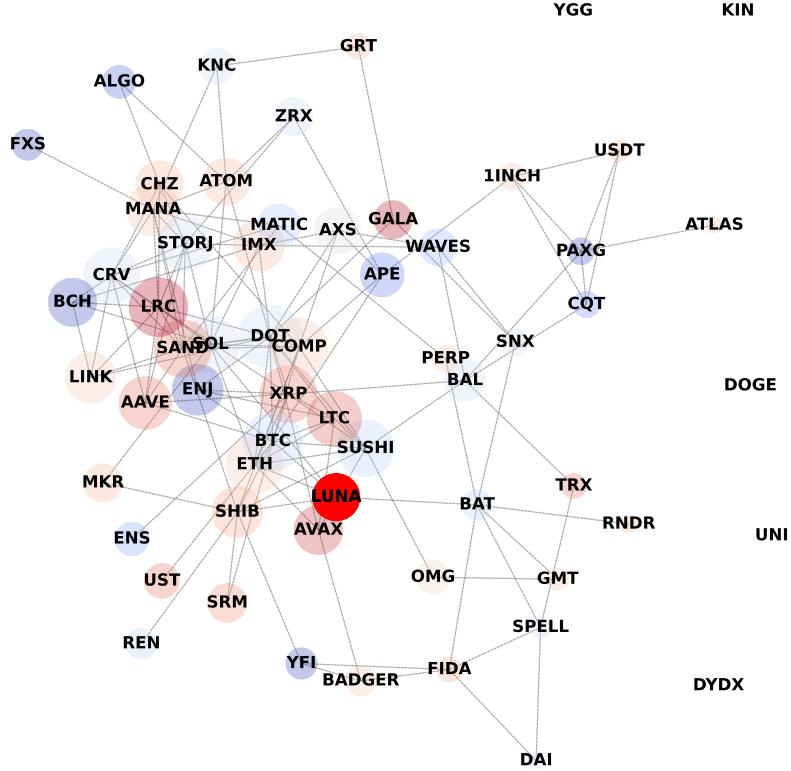 YGG
KIN
GRT
KNC
ALGO
ZRX
FXS
USDT
1INCH
ATOM
CHZ
MANA
GALA
MATIC
ATLAS
AXS
STORJ
IMX
WAVES
PAXG
APE
CRV
BCH
LRC
CQT
DOT
SNX
SOL
COMP
SAND
PERP
LINK
BAL
DOGE
ENJ
XRP
AAVE
LTC
BTC
SUSHI
ETH
MKR
TRX
LUNA
BAT
SHIB
RNDR
AVAX
UNI
ENS
OMG
GMT
UST
SRM
SPELL
REN
YFI
FIDA
BADGER
DYDX
DAI